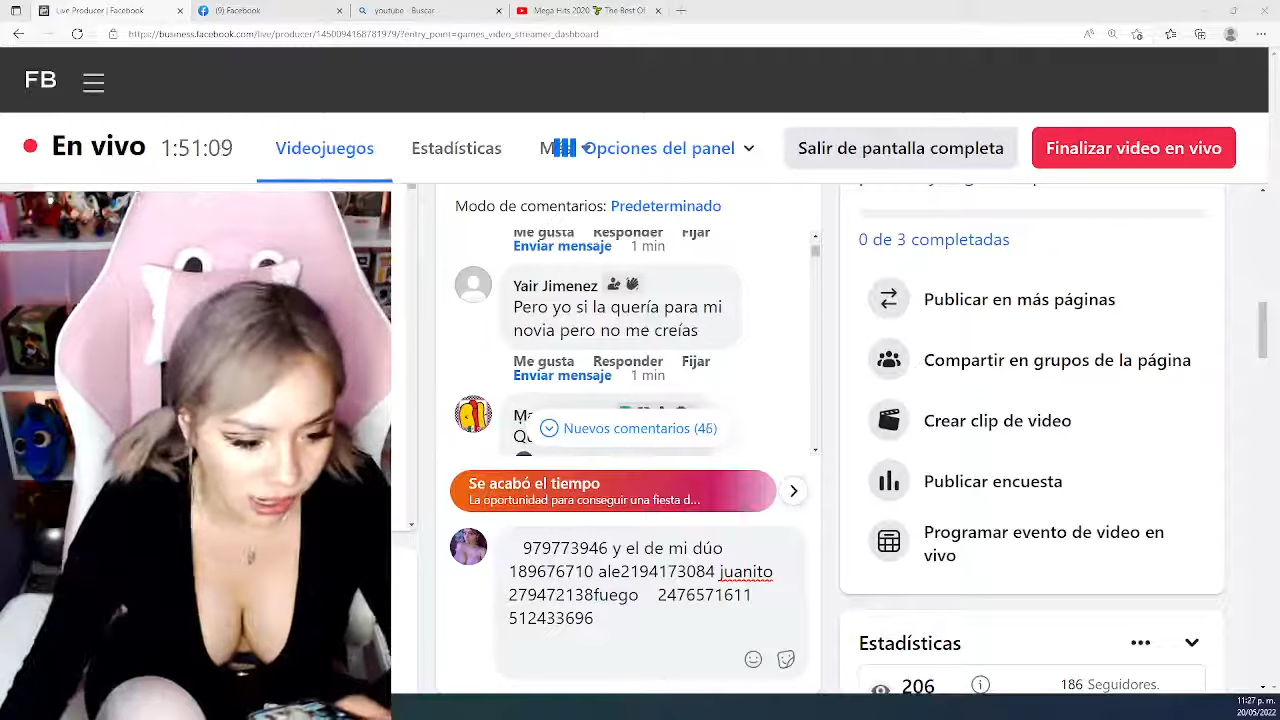 Live Producer | Facebook
(9) Facebook
youtube - Buscar
Mega Hits 2020 🌱 The Best Of
https://business.facebook.com/live/producer/1450094168781979/?entry_point=games_video_streamer_dashboard
FB
En vivo 1:51:09
Videojuegos
Estadísticas
Opciones del panel
Salir de pantalla completa
Finalizar video en vivo
Modo de comentarios: Predeterminado
Me gusta Responder Fijar
Enviar mensaje 1 min
Yair Jimenez
Pero yo si la quería para mi
novia pero no me creías
Me gusta Responder Fijar
Enviar mensaje 1 min
Nuevos comentarios (46)
Se acabó el tiempo
La oportunidad para conseguir una fiesta d...
979773946 y el de mi dúo
189676710 ale2194173084 juanito
279472138fuego 2476571611
512433696
0 de 3 completadas
Publicar en más páginas
Compartir en grupos de la página
Crear clip de video
Publicar encuesta
Programar evento de video en
vivo
Estadísticas
206
186 Seguidores.
11:27 p. m.
20/05/2022